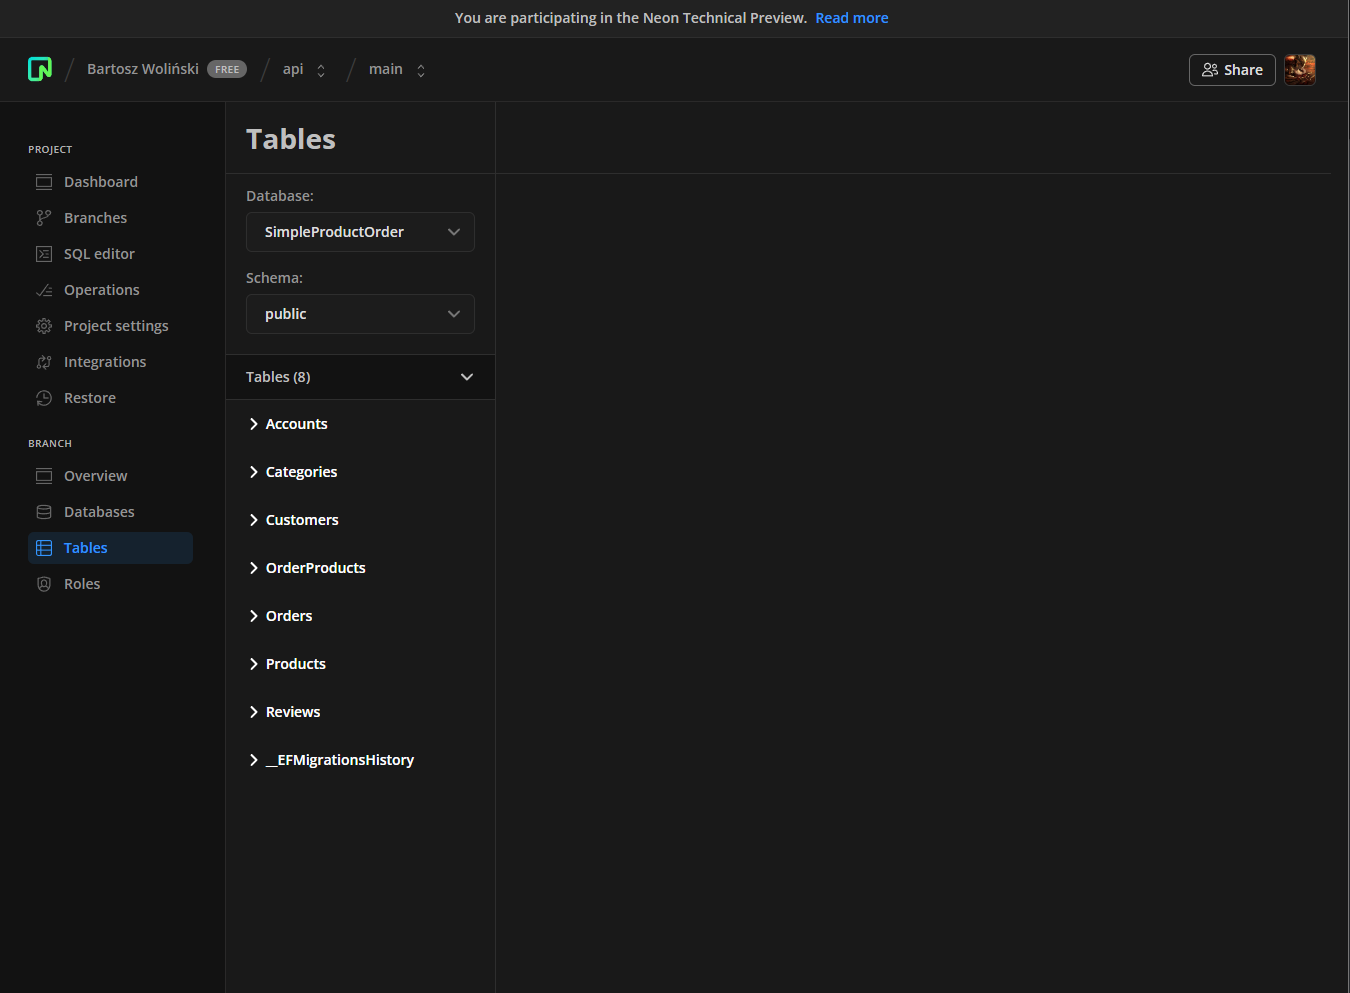 You are participating in the Neon Technical Preview. Read more
Bartosz Woliński FREE api main
Share
PROJECT
Dashboard
Branches
SQL editor
Operations
Project settings
Integrations
Restore
BRANCH
Overview
Databases
Tables
Roles
Tables
Database:
SimpleProductOrder
Schema:
public
Tables (8)
Accounts
Categories
Customers
OrderProducts
Orders
Products
Reviews
__EFMigrationsHistory